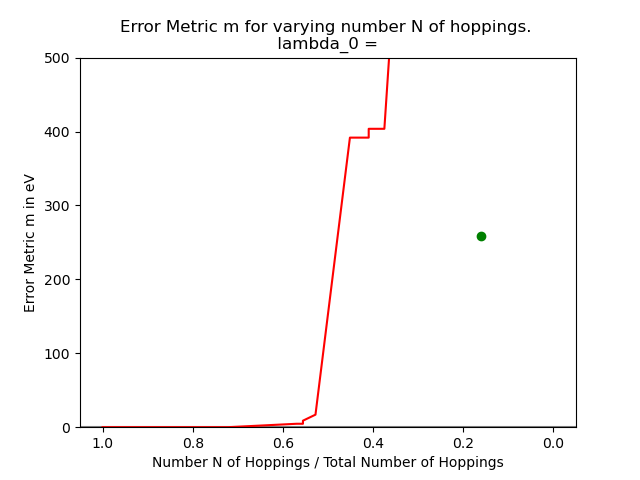 Error Metric m for varying number N of hoppings.
lambda_0 =
500
400
300
200
100
0
Error Metric m in eV
1.0 0.8 0.6 0.4 0.2 0.0
Number N of Hoppings / Total Number of Hoppings